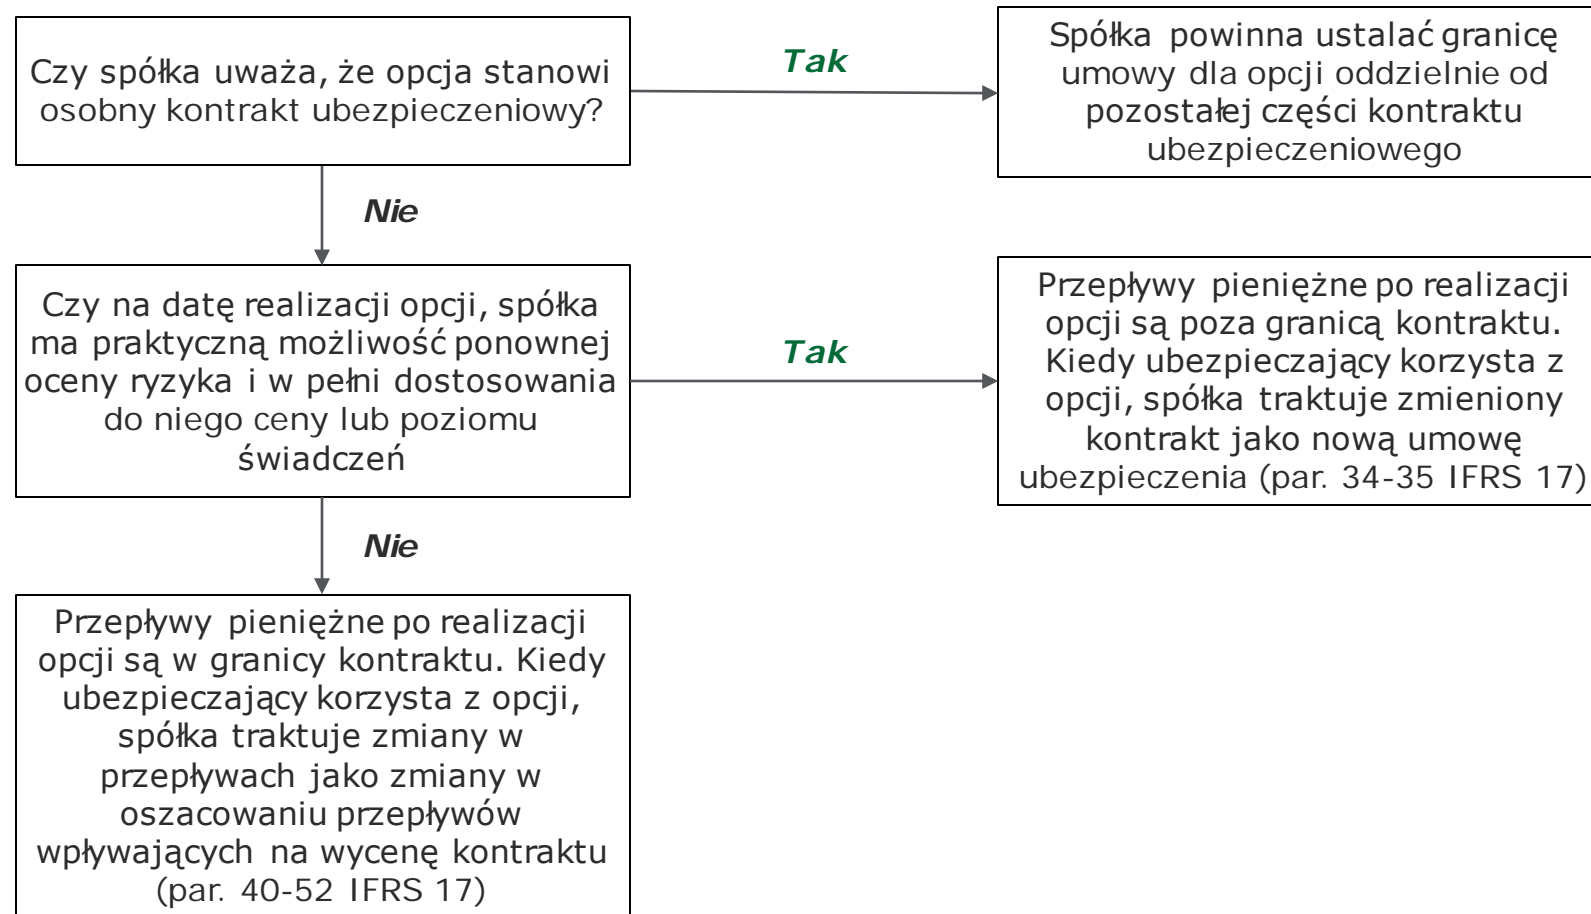 Czy spółka uważa, że opcja stanowi
osobny kontrakt ubezpieczeniowy?
Tak
Spółka powinna ustalać granicę
umowy dla opcji oddzielnie od
pozostałej części kontraktu
ubezpieczeniowego
Nie
Czy na datę realizacji opcji, spółka
ma praktyczną możliwość ponownej
oceny ryzyka i w pełni dostosowania
do niego ceny lub poziomu
świadczeń
Tak
Przepływy pieniężne po realizacji
opcji są poza granicą kontraktu.
Kiedy ubezpieczający korzysta z
opcji, spółka traktuje zmieniony
kontrakt jako nową umowę
ubezpieczenia (par. 34-35 IFRS 17)
Nie
Przepływy pieniężne po realizacji
opcji są w granicy kontraktu. Kiedy
ubezpieczający korzysta z opcji,
spółka traktuje zmiany w
przepływach jako zmiany w
oszacowaniu przepływów
wpływających na wycenę kontraktu
(par. 40-52 IFRS 17)